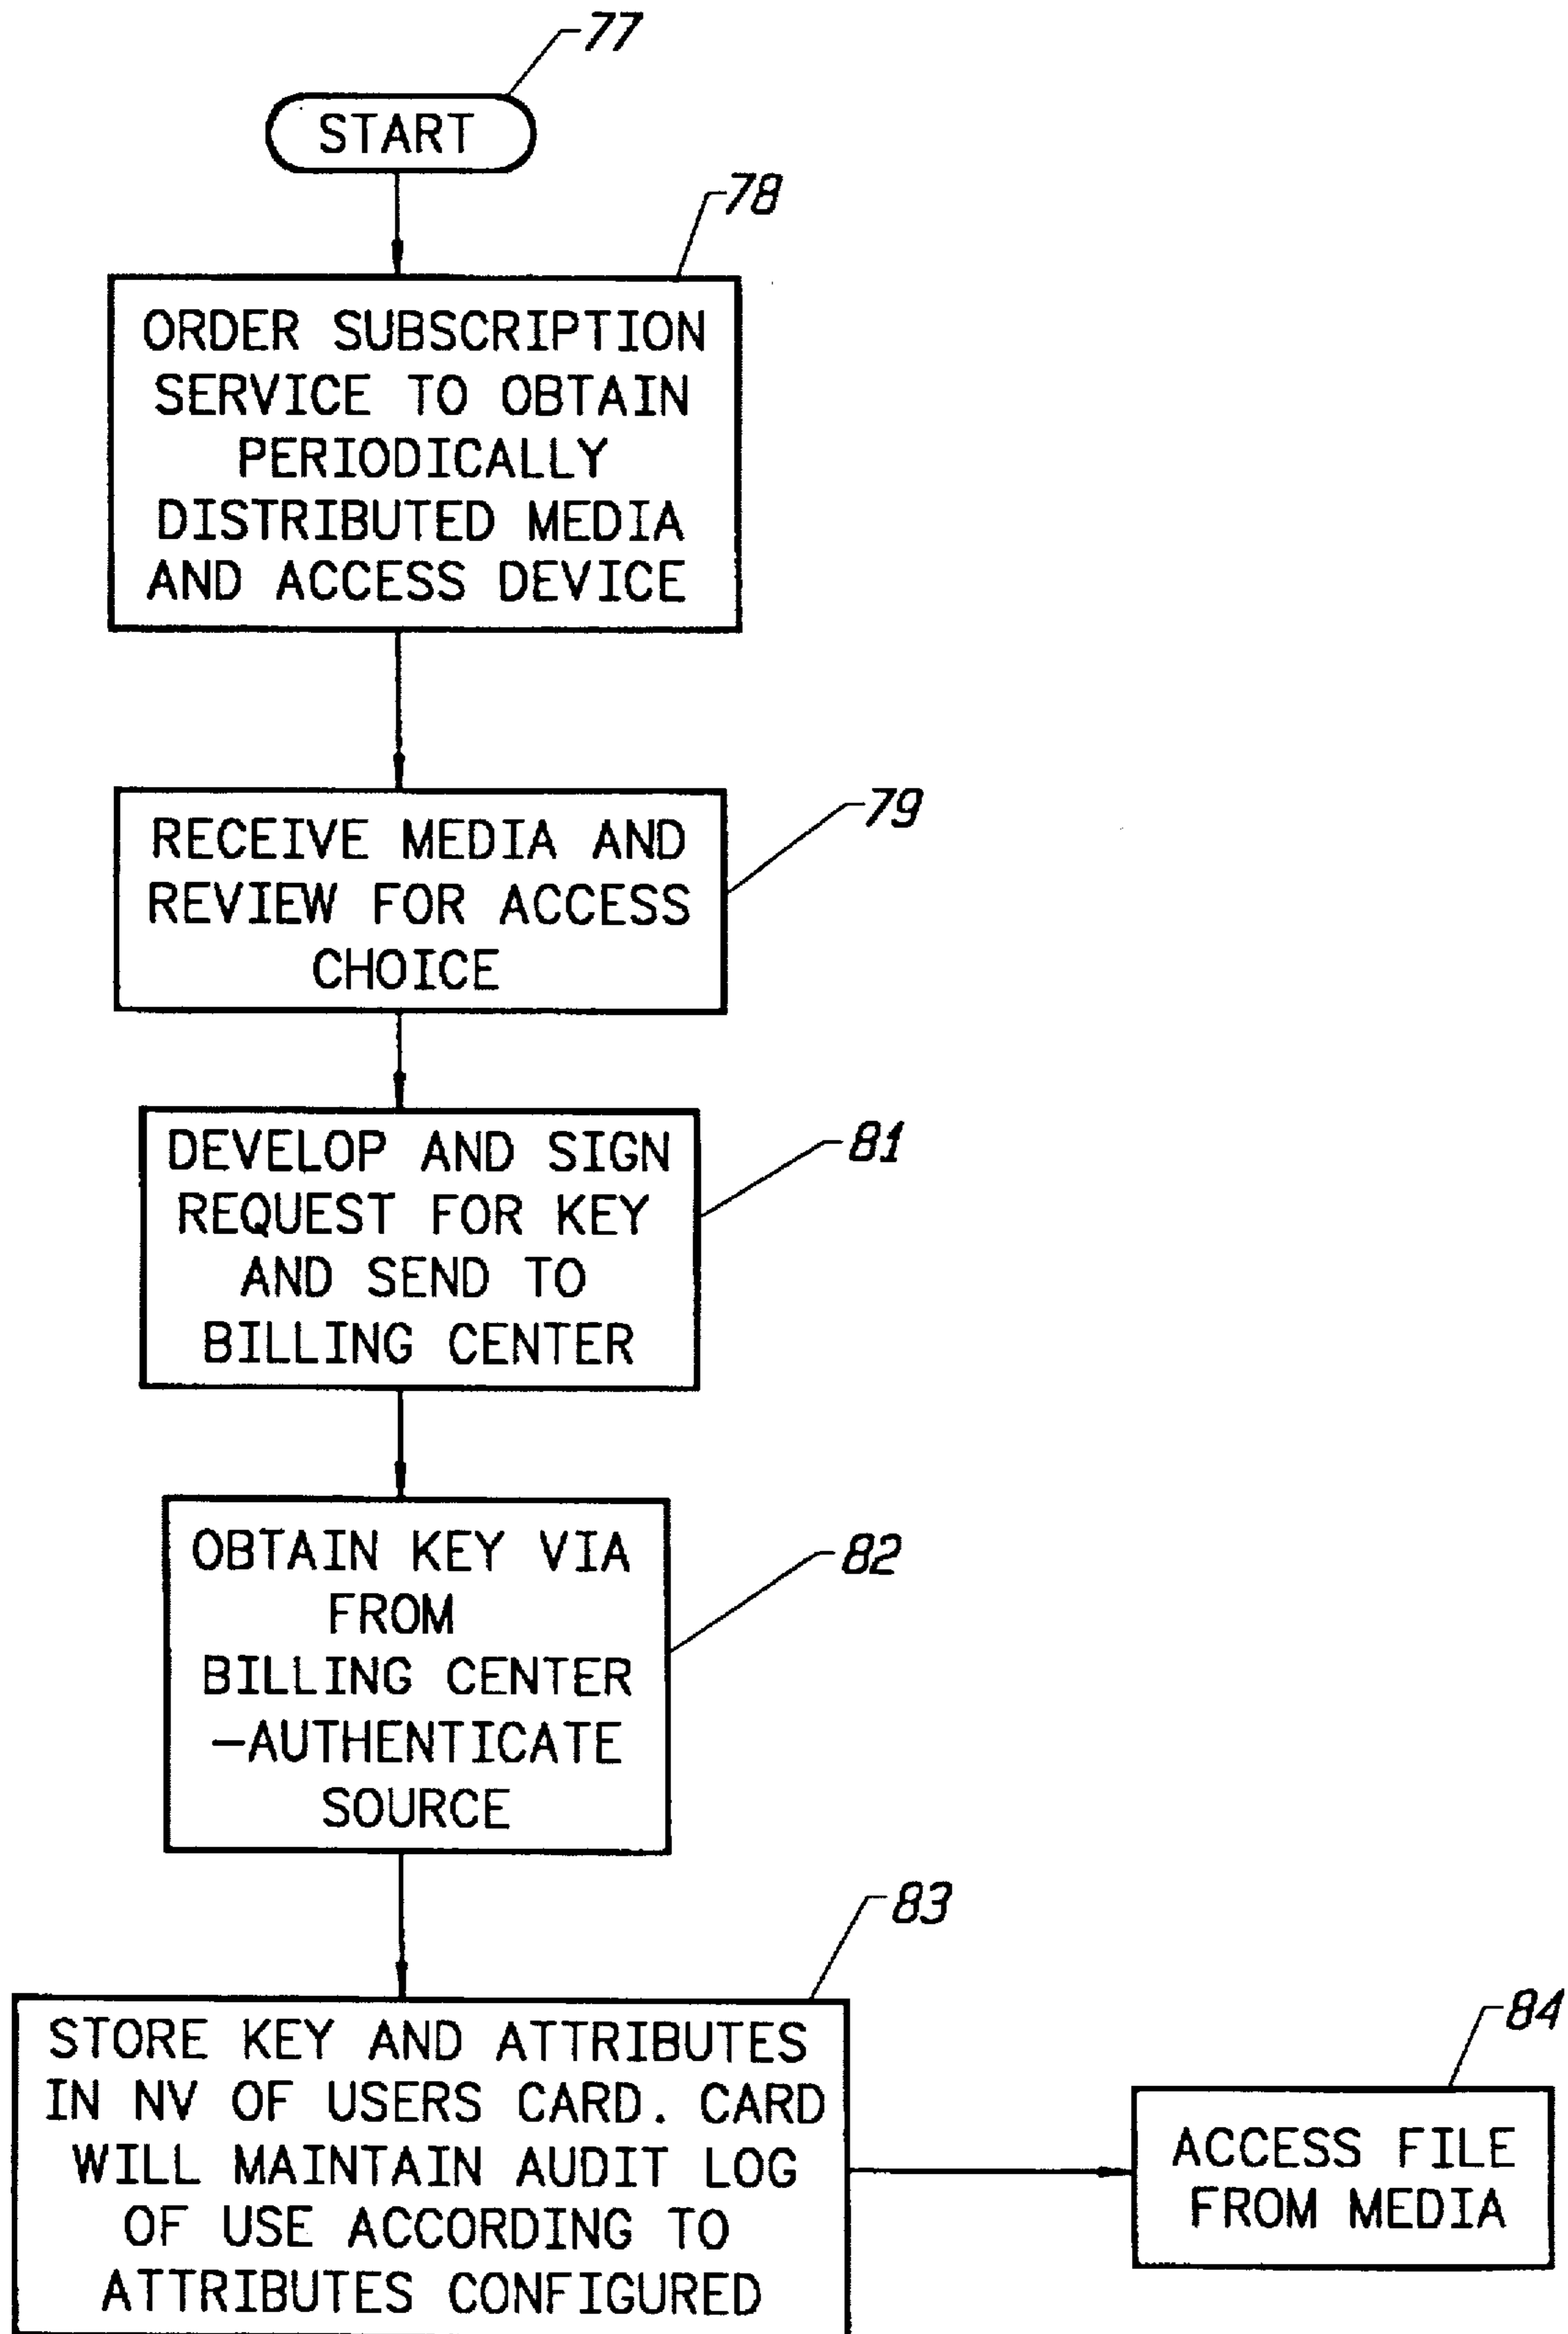 77
START
78
ORDER SUBSCRIPTION
SERVICE TO OBTAIN
PERIODICALLY
DISTRIBUTED MEDIA
AND ACCESS DEVICE
79
RECEIVE MEDIA AND
REVIEW FOR ACCESS
CHOICE
81
DEVELOP AND SIGN
REQUEST FOR KEY
AND SEND TO
BILLING CENTER
82
OBTAIN KEY VIA
FROM
BILLING CENTER
–AUTHENTICATE
SOURCE
83
STORE KEY AND ATTRIBUTES
IN NV OF USERS CARD. CARD
WILL MAINTAIN AUDIT LOG
OF USE ACCORDING TO
ATTRIBUTES CONFIGURED
84
ACCESS FILE
FROM MEDIA